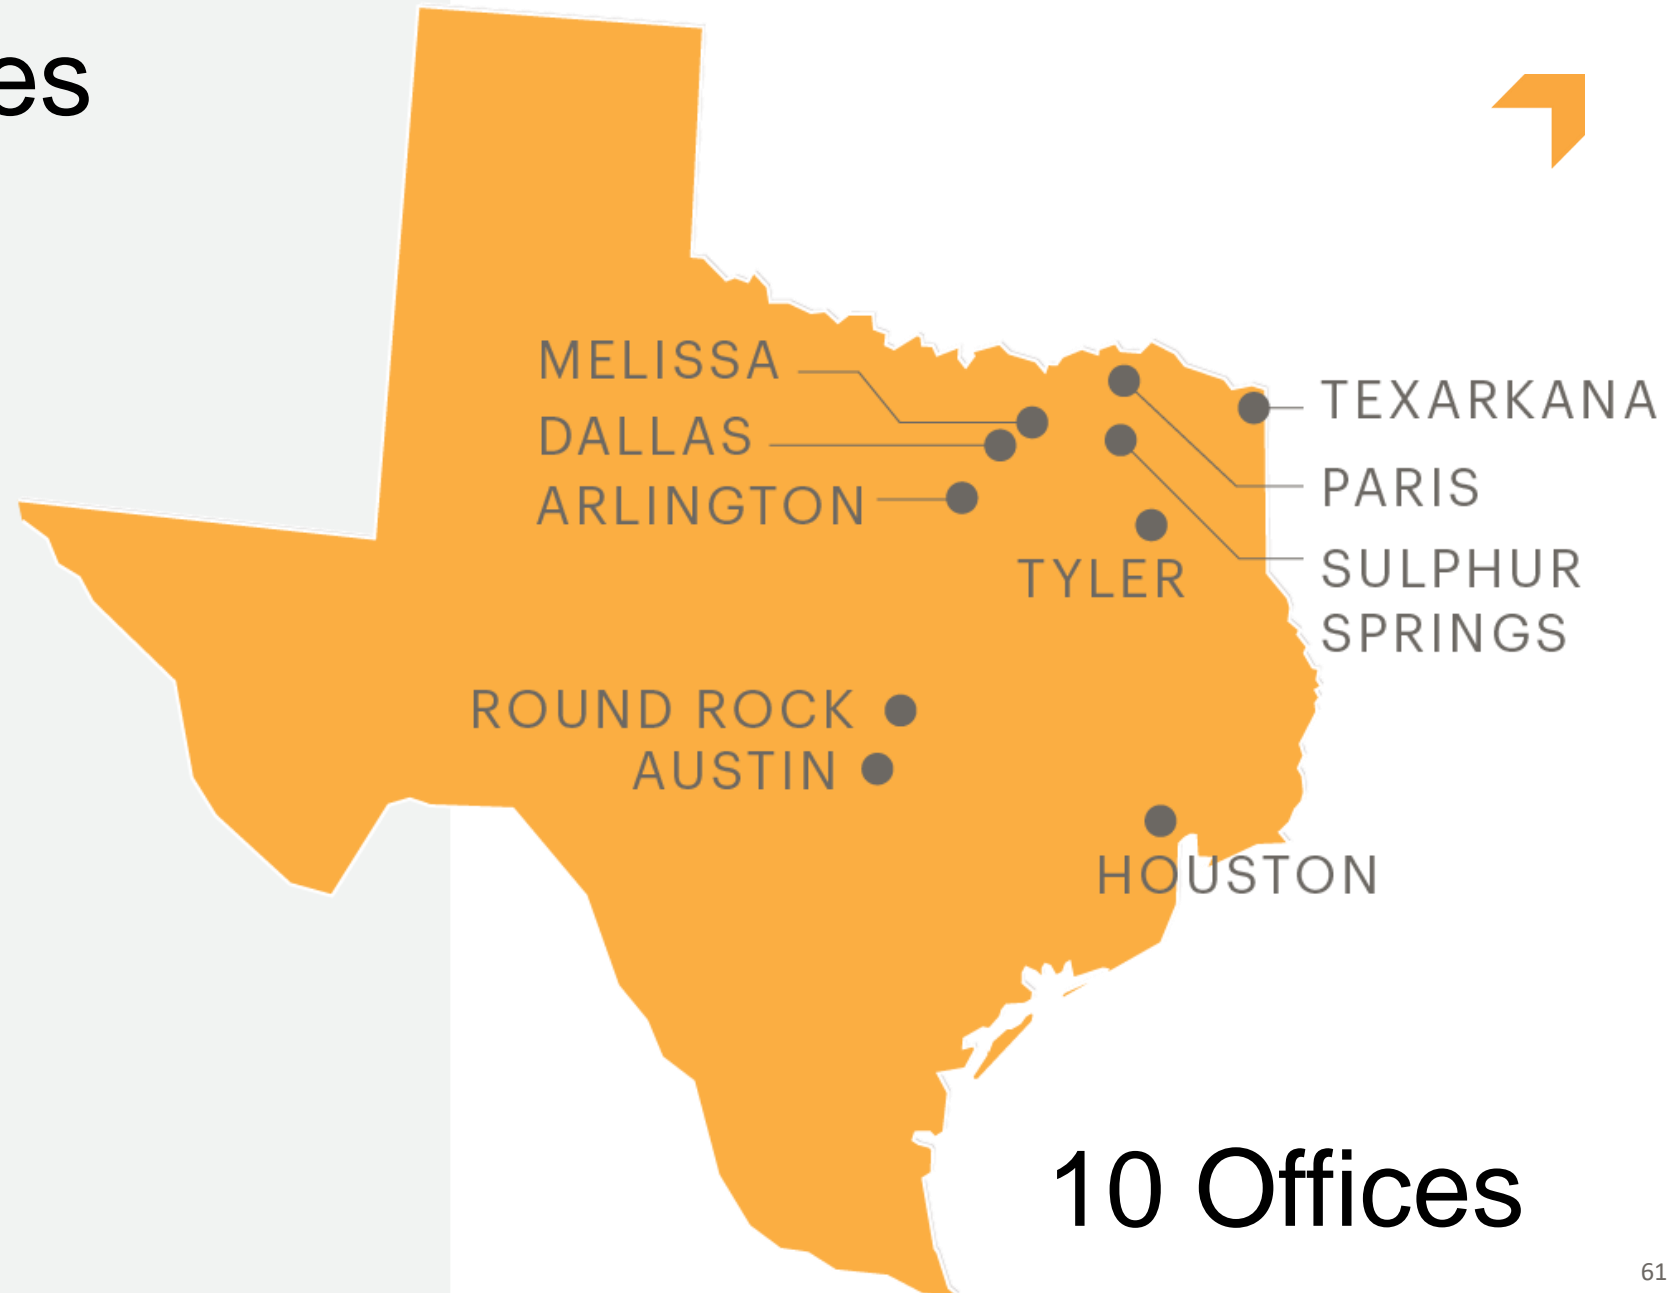 es
MELISSA
DALLAS
ARLINGTON
TEXARKANA
PARIS
SULPHUR
SPRINGS
TYLER
ROUND ROCK
AUSTIN
HOUSTON
10 Offices
61